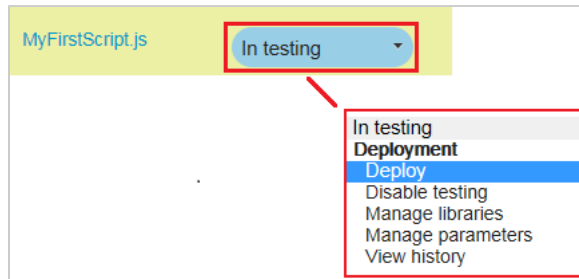 MyFirstScript.js
In testing
In testing
Deployment
Deploy
Disable testing
Manage libraries
Manage parameters
View history